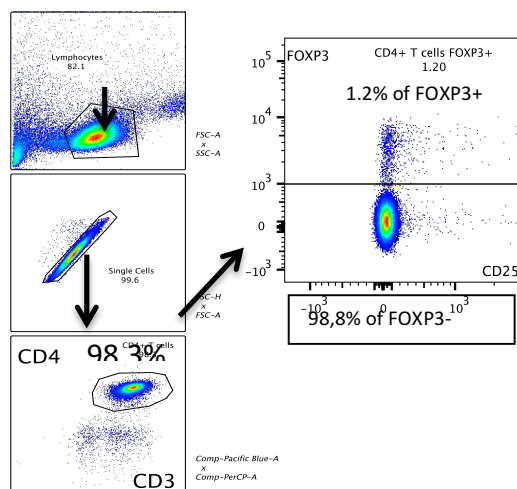 Lymphocytes
82.1
FSC-A
x
SSC-A
Single Cells
99.6
FSC-A
x
CD4
98.3%
CD4+ T cells
CD3
Comp-Pacific Blue-A
x
Comp-PerCP-A
FOXP3
CD4+ T cells FOXP3+
1.20
1.2% of FOXP3+
10^5
10^4
10^3
0
-10^3
CD25
-10^3
0
10^3
98,8% of FOXP3-